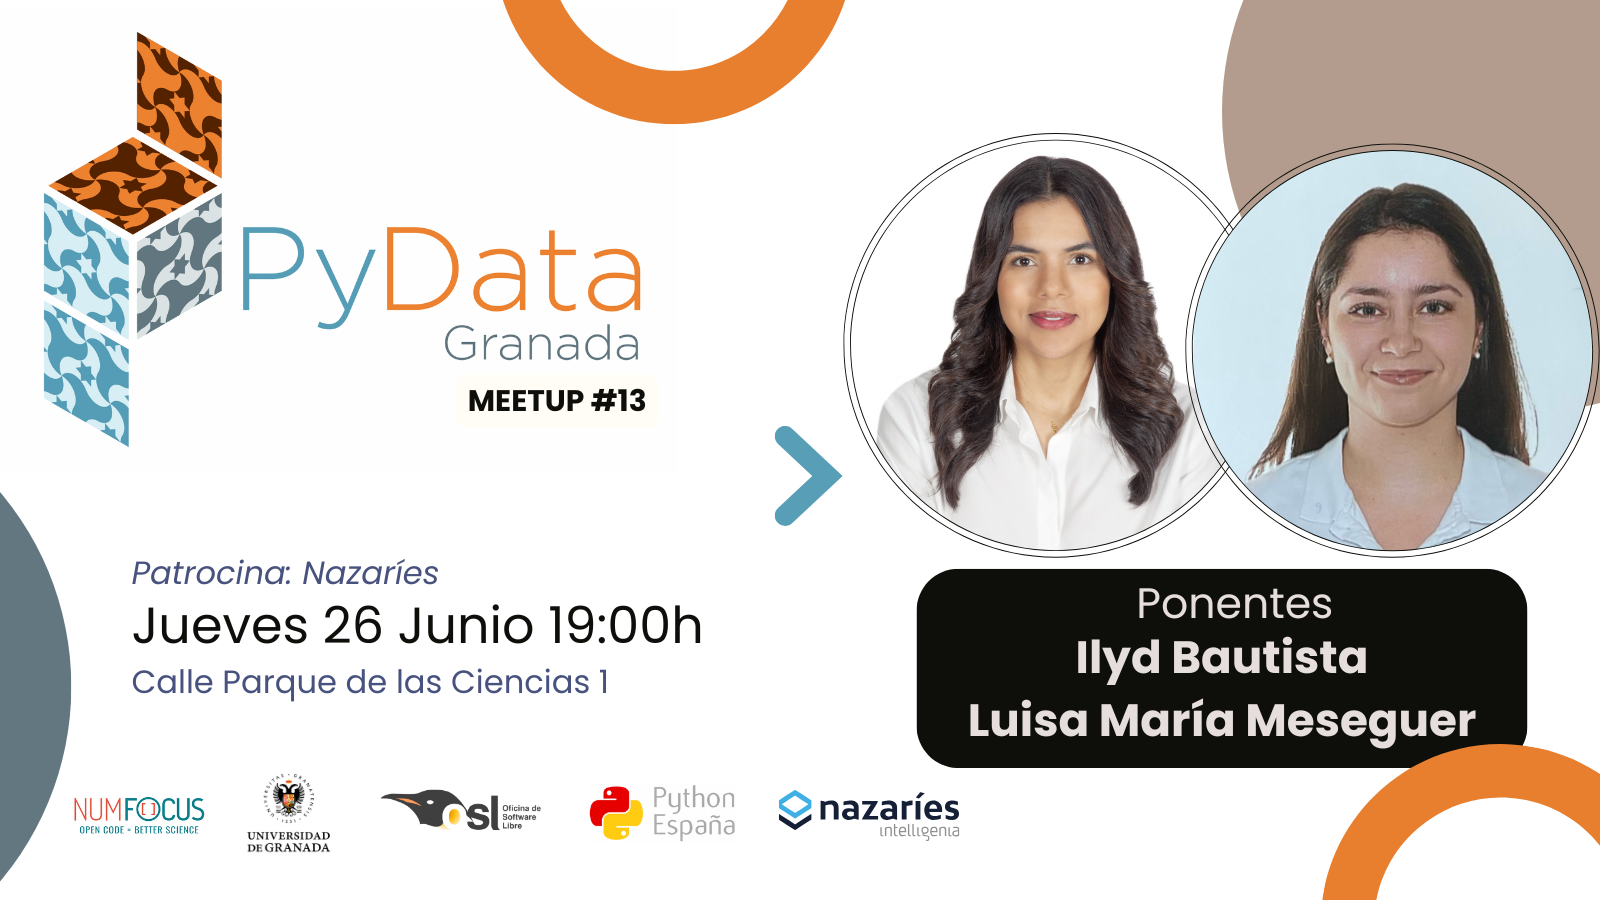 PyData
Granada
MEETUP #13
Patrocina: Nazaríes
Jueves 26 Junio 19:00h
Calle Parque de las Ciencias 1
Ponentes
Ilyd Bautista
Luisa María Meseguer
NUMFOCUS
OPEN CODE = BETTER SCIENCE
UNIVERSIDAD
DE GRANADA
osl
Oficina de
Software
Libre
Python
España
nazaríes
intelligenia